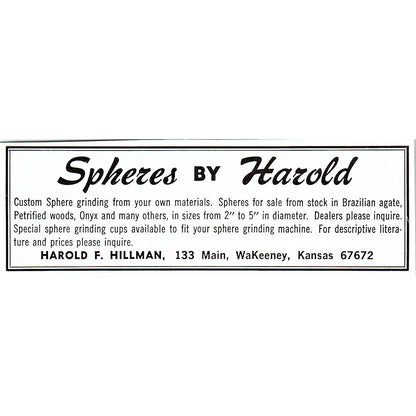 Spheres BY Harold
Custom Sphere grinding from your own materials. Spheres for sale from stock in Brazilian agate,
Petrified woods, Onyx and many others, in sizes from 2″ to 5″ in diameter. Dealers please inquire.
Special sphere grinding cups available to fit your sphere grinding machine. For descriptive litera-
ture and prices please inquire.
HAROLD F. HILLMAN, 133 Main, WaKeeney, Kansas 67672